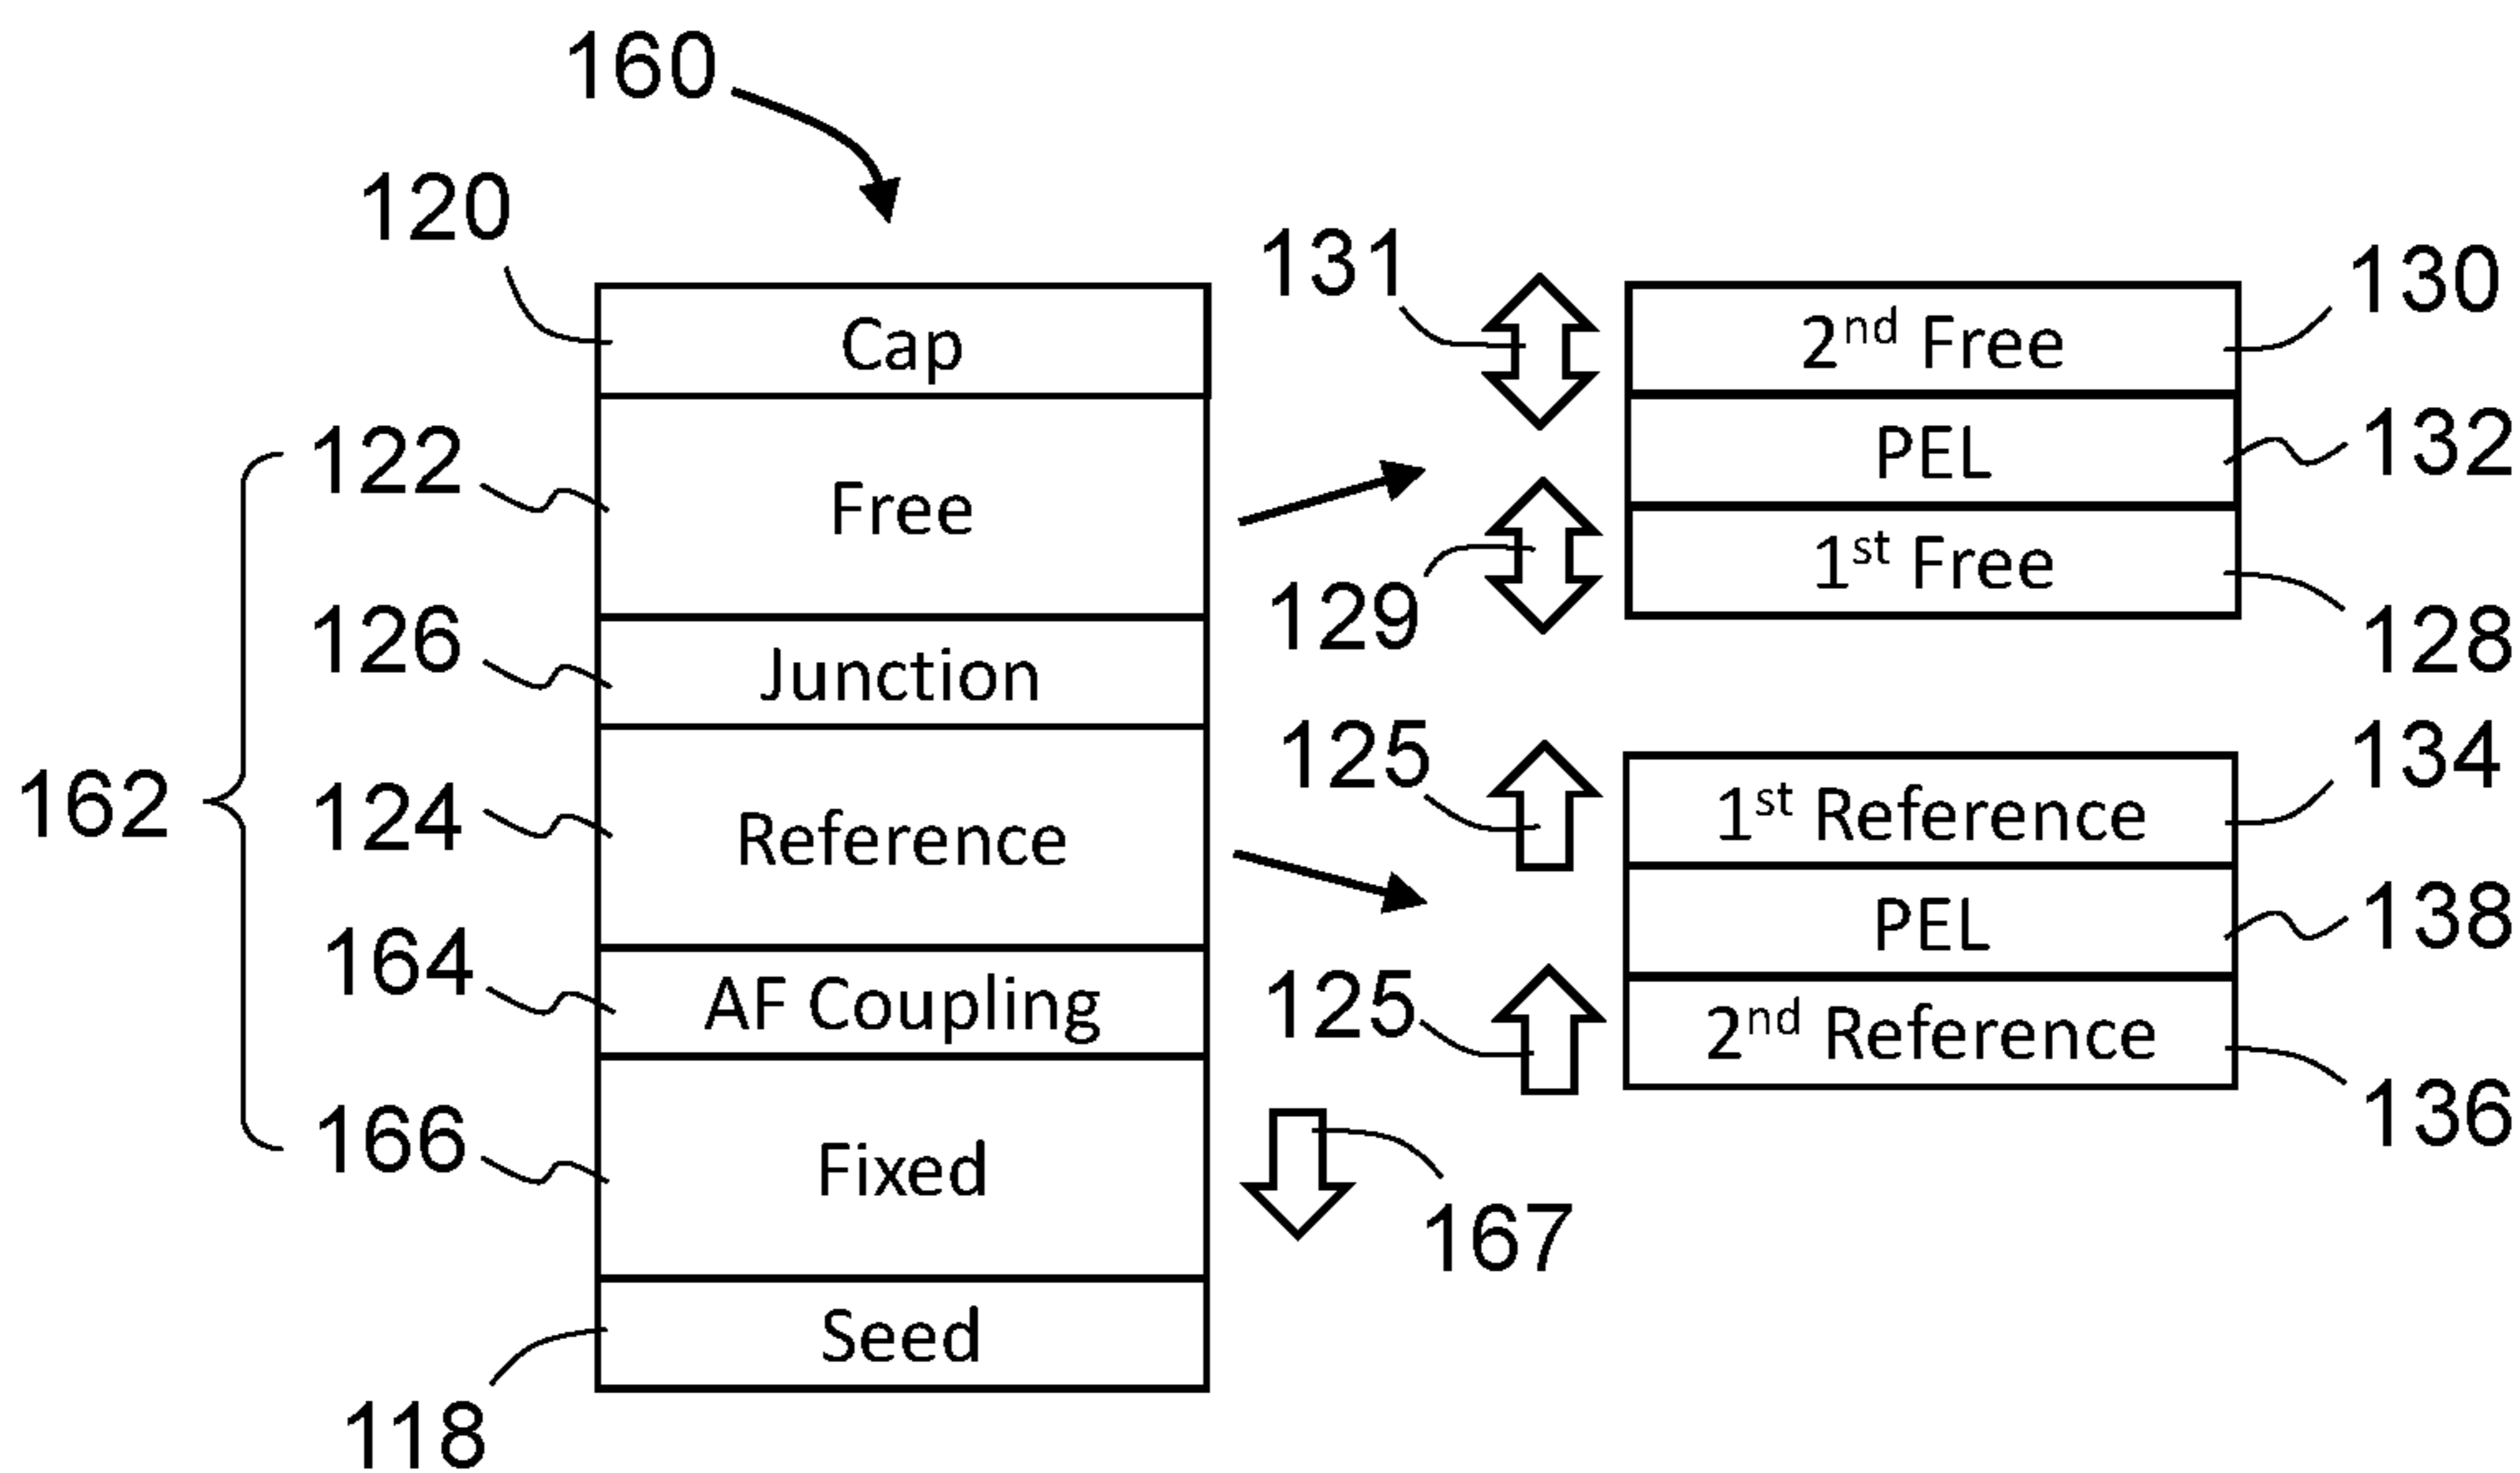 160
120
Cap
131
2nd Free
130
122
Free
PEL
132
129
1st Free
128
126
Junction
162
124
Reference
125
1st Reference
134
PEL
138
164
AF Coupling
125
2nd Reference
136
166
Fixed
167
Seed
118